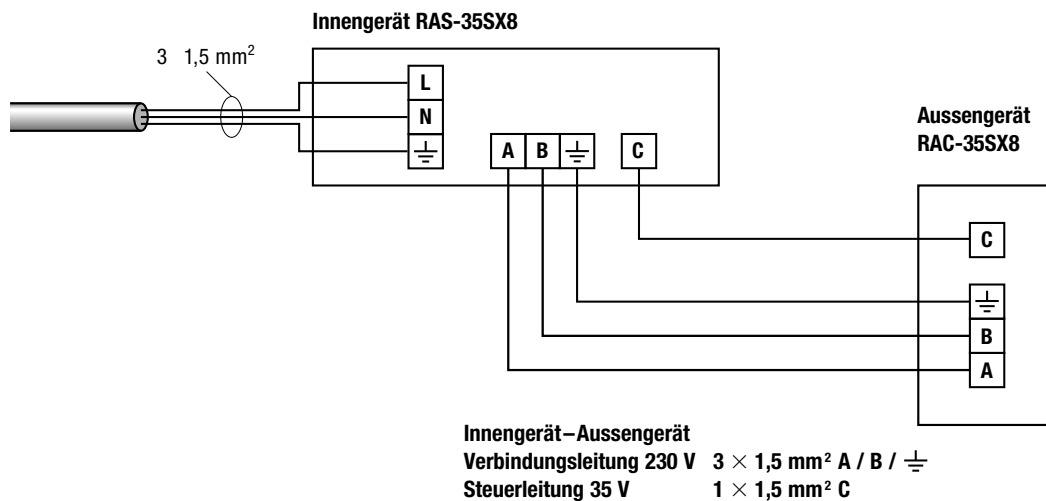 Innengerät RAS-35SX8
3 1,5 mm²
L
N
⏚
A B ⏚ C
Aussengerät
RAC-35SX8
C
⏚
B
A
Innengerät–Aussengerät
Verbindungsleitung 230 V 3 × 1,5 mm² A / B / ⏚
Steuerleitung 35 V 1 × 1,5 mm² C